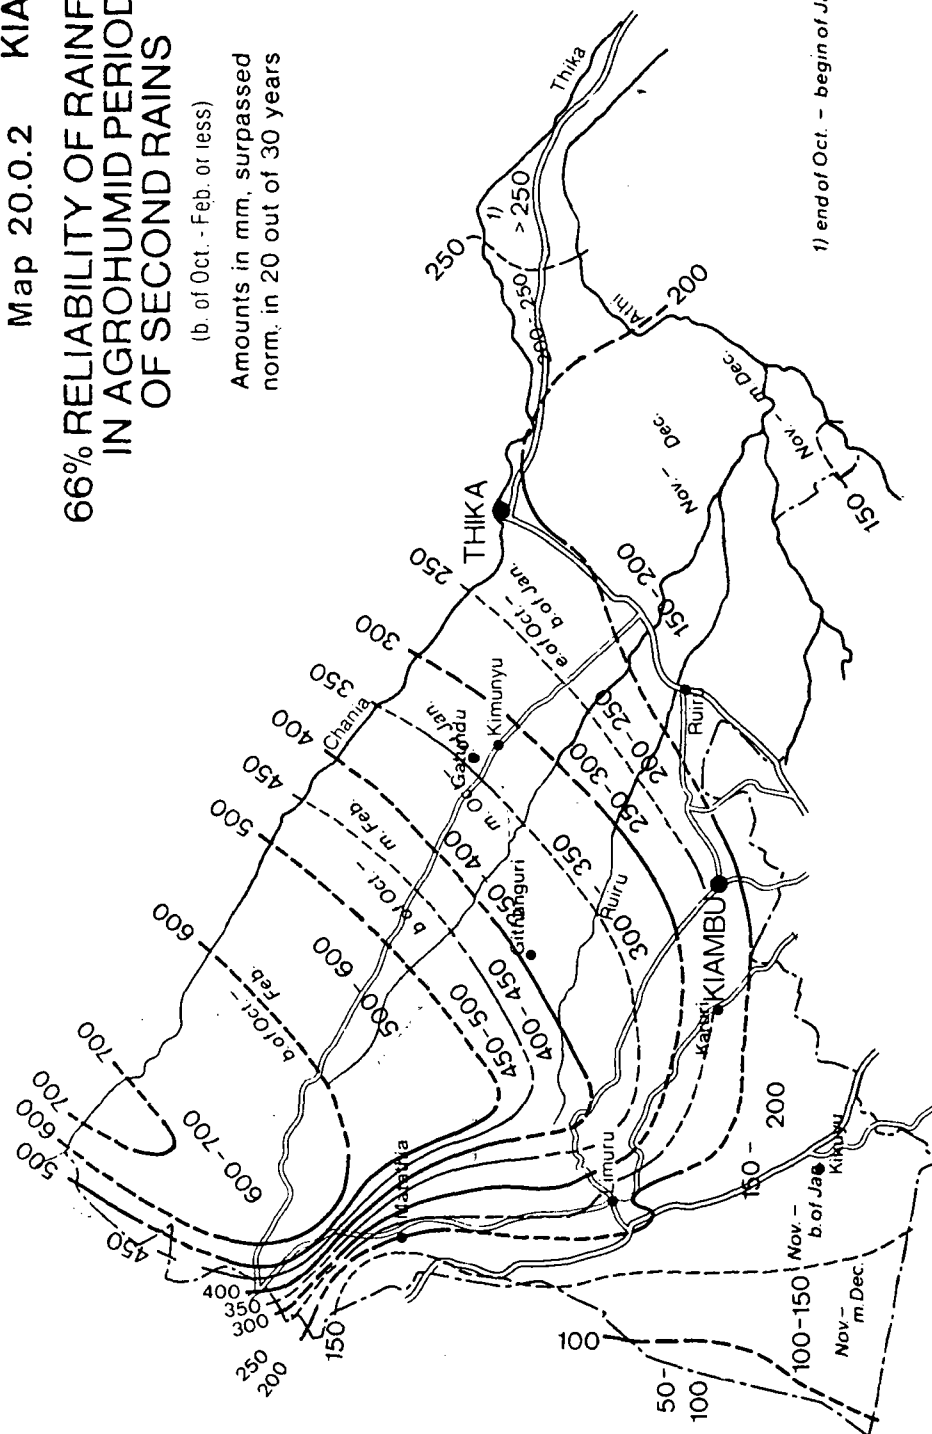 Map 20.0.2 KIA
66% RELIABILITY OF RAINF
IN AGROHUMID PERIOD
OF SECOND RAINS
(b. of Oct. - Feb. or less)
Amounts in mm, surpassed
norm. in 20 out of 30 years
1) end of Oct. - begin of Ja
Thika
1)
> 250
250
200-250
Athi
200
THIKA
Nov. - Dec.
Nov. - m Dec.
150
250
300
350
400
450
500
600
700
700
600
500
450
400
350
300
250
200
150
Chania
e. of Oct. -
b. of Jan.
150-200
Kimunyu
Gatundu
m. Oct. - Jan.
200-250
250-300
300 - 350
350 - 400
400 - 450
450-500
500 - 600
600-700
b. of Oct. - m. Feb.
b. of Oct. - Feb.
Githunguri
Ruiru
Ruiru
KIAMBU
Karuri
Marathia
Limuru
Kikuyu
150 - 200
Nov. -
b. of Jan.
100-150
Nov. -
m. Dec.
100
50-
100